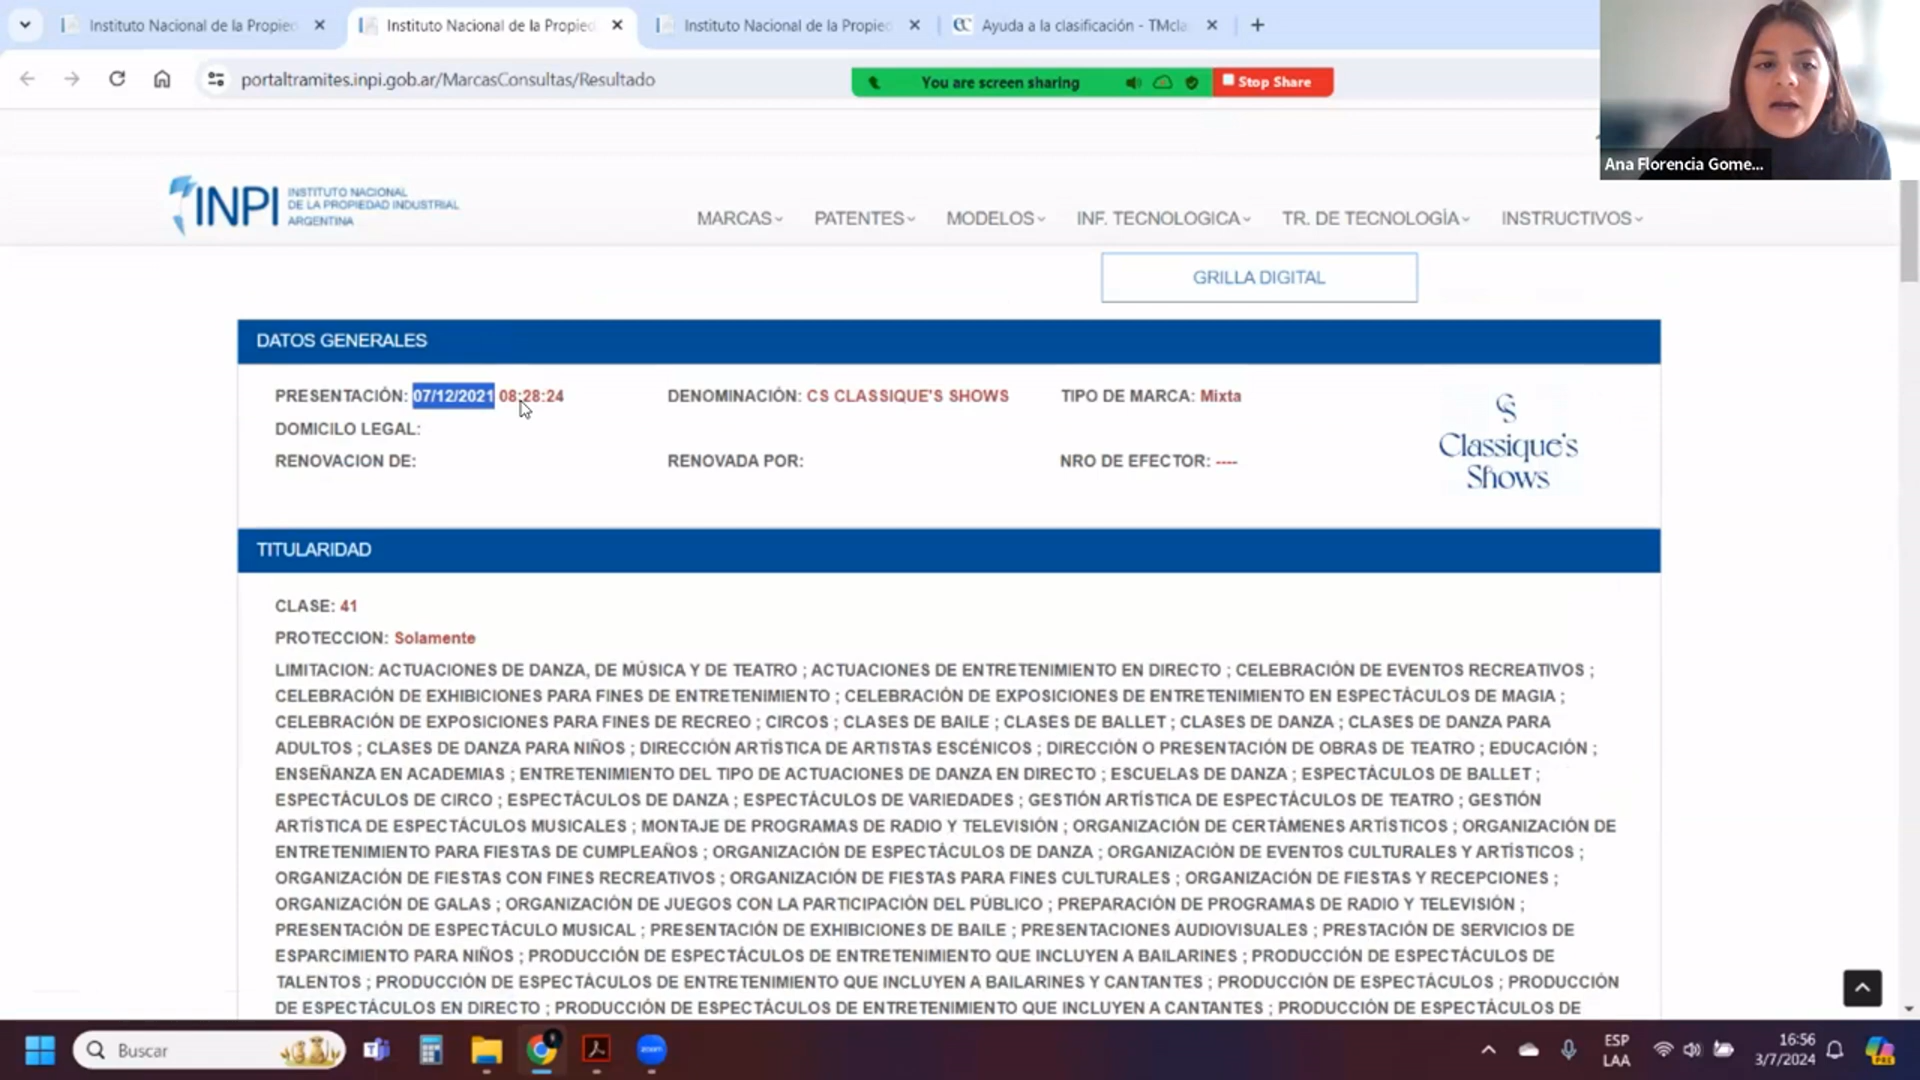 Instituto Nacional de la Propied
Instituto Nacional de la Propied
Instituto Nacional de la Propied
Ayuda a la clasificación - TMcla
portaltramites.inpi.gob.ar/MarcasConsultas/Resultado
You are screen sharing
Stop Share
Ana Florencia Gome...
INPI
INSTITUTO NACIONAL
DE LA PROPIEDAD INDUSTRIAL
ARGENTINA
MARCAS
PATENTES
MODELOS
INF. TECNOLOGICA
TR. DE TECNOLOGÌA
INSTRUCTIVOS
GRILLA DIGITAL
DATOS GENERALES
PRESENTACIÓN: 07/12/2021 08:28:24
DENOMINACIÓN: CS CLASSIQUE'S SHOWS
TIPO DE MARCA: Mixta
DOMICILO LEGAL:
RENOVACION DE:
RENOVADA POR:
NRO DE EFECTOR: ----
CS
Classique's
Shows
TITULARIDAD
CLASE: 41
PROTECCION: Solamente
LIMITACION: ACTUACIONES DE DANZA, DE MÚSICA Y DE TEATRO ; ACTUACIONES DE ENTRETENIMIENTO EN DIRECTO ; CELEBRACIÓN DE EVENTOS RECREATIVOS ;
CELEBRACIÓN DE EXHIBICIONES PARA FINES DE ENTRETENIMIENTO ; CELEBRACIÓN DE EXPOSICIONES DE ENTRETENIMIENTO EN ESPECTÁCULOS DE MAGIA ;
CELEBRACIÓN DE EXPOSICIONES PARA FINES DE RECREO ; CIRCOS ; CLASES DE BAILE ; CLASES DE BALLET ; CLASES DE DANZA ; CLASES DE DANZA PARA
ADULTOS ; CLASES DE DANZA PARA NIÑOS ; DIRECCIÓN ARTÍSTICA DE ARTISTAS ESCÉNICOS ; DIRECCIÓN O PRESENTACIÓN DE OBRAS DE TEATRO ; EDUCACIÓN ;
ENSEÑANZA EN ACADEMIAS ; ENTRETENIMIENTO DEL TIPO DE ACTUACIONES DE DANZA EN DIRECTO ; ESCUELAS DE DANZA ; ESPECTÁCULOS DE BALLET ;
ESPECTÁCULOS DE CIRCO ; ESPECTÁCULOS DE DANZA ; ESPECTÁCULOS DE VARIEDADES ; GESTIÓN ARTÍSTICA DE ESPECTÁCULOS DE TEATRO ; GESTIÓN
ARTÍSTICA DE ESPECTÁCULOS MUSICALES ; MONTAJE DE PROGRAMAS DE RADIO Y TELEVISIÓN ; ORGANIZACIÓN DE CERTÁMENES ARTÍSTICOS ; ORGANIZACIÓN DE
ENTRETENIMIENTO PARA FIESTAS DE CUMPLEAÑOS ; ORGANIZACIÓN DE ESPECTÁCULOS DE DANZA ; ORGANIZACIÓN DE EVENTOS CULTURALES Y ARTÍSTICOS ;
ORGANIZACIÓN DE FIESTAS CON FINES RECREATIVOS ; ORGANIZACIÓN DE FIESTAS PARA FINES CULTURALES ; ORGANIZACIÓN DE FIESTAS Y RECEPCIONES ;
ORGANIZACIÓN DE GALAS ; ORGANIZACIÓN DE JUEGOS CON LA PARTICIPACIÓN DEL PÚBLICO ; PREPARACIÓN DE PROGRAMAS DE RADIO Y TELEVISIÓN ;
PRESENTACIÓN DE ESPECTÁCULO MUSICAL ; PRESENTACIÓN DE EXHIBICIONES DE BAILE ; PRESENTACIONES AUDIOVISUALES ; PRESTACIÓN DE SERVICIOS DE
ESPARCIMIENTO PARA NIÑOS ; PRODUCCIÓN DE ESPECTÁCULOS DE ENTRETENIMIENTO QUE INCLUYEN A BAILARINES ; PRODUCCIÓN DE ESPECTÁCULOS DE
TALENTOS ; PRODUCCIÓN DE ESPECTÁCULOS DE ENTRETENIMIENTO QUE INCLUYEN A BAILARINES Y CANTANTES ; PRODUCCIÓN DE ESPECTÁCULOS ; PRODUCCIÓN
DE ESPECTÁCULOS EN DIRECTO ; PRODUCCIÓN DE ESPECTÁCULOS DE ENTRETENIMIENTO QUE INCLUYEN A CANTANTES ; PRODUCCIÓN DE ESPECTÁCULOS DE
Buscar
zoom
ESP
LAA
16:56
3/7/2024
PRE